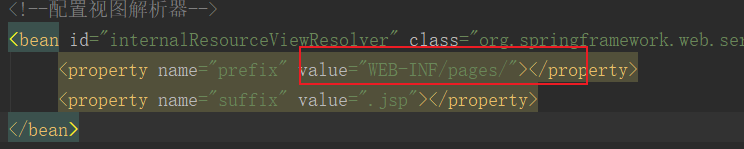 <!--配置视图解析器-->
<bean id="internalResourceViewResolver" class="org.springframework.web.ser
<property name="prefix" value="WEB-INF/pages/"></property>
<property name="suffix" value=".jsp"></property>
</bean>